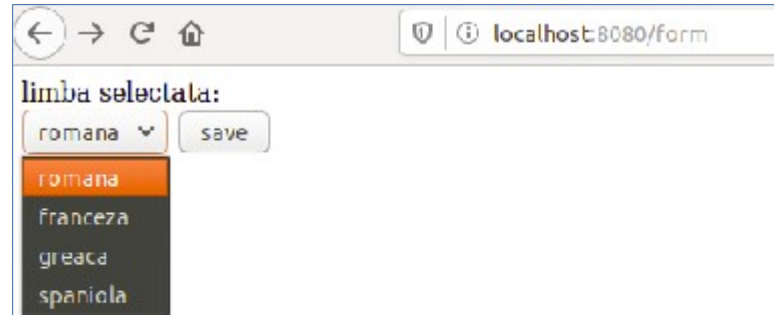 localhost:8080/form
limba selectata:
romana save
romana
franceza
greaca
spaniola